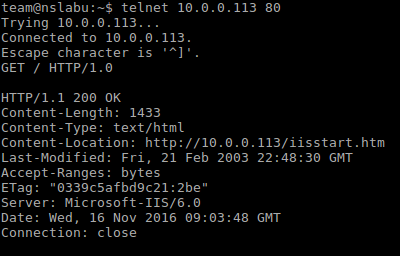 team@nslabu:~$ telnet 10.0.0.113 80
Trying 10.0.0.113...
Connected to 10.0.0.113.
Escape character is '^]'.
GET / HTTP/1.0

HTTP/1.1 200 OK
Content-Length: 1433
Content-Type: text/html
Content-Location: http://10.0.0.113/iisstart.htm
Last-Modified: Fri, 21 Feb 2003 22:48:30 GMT
Accept-Ranges: bytes
ETag: "0339c5afbd9c21:2be"
Server: Microsoft-IIS/6.0
Date: Wed, 16 Nov 2016 09:03:48 GMT
Connection: close